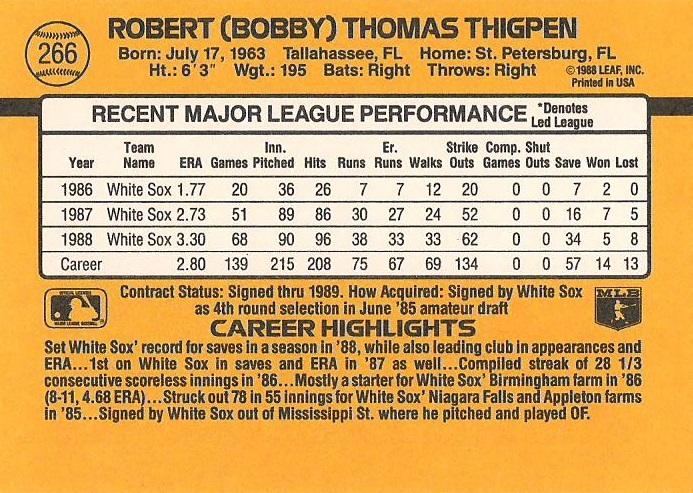 266
ROBERT (BOBBY) THOMAS THIGPEN
Born: July 17, 1963 Tallahassee, FL Home: St. Petersburg, FL
Ht.: 6'3" Wgt.: 195 Bats: Right Throws: Right
©1988 LEAF, INC.
Printed in USA
RECENT MAJOR LEAGUE PERFORMANCE
*Denotes
Led League
Year Team Name ERA Games Inn. Pitched Hits Runs Er. Runs Walks Strike Outs Comp. Games Shut Outs Save Won Lost
1986 White Sox 1.77 20 36 26 7 7 12 20 0 0 7 2 0
1987 White Sox 2.73 51 89 86 30 27 24 52 0 0 16 7 5
1988 White Sox 3.30 68 90 96 38 33 33 62 0 0 34 5 8
Career 2.80 139 215 208 75 67 69 134 0 0 57 14 13
Contract Status: Signed thru 1989. How Acquired: Signed by White Sox
as 4th round selection in June '85 amateur draft
MLB
CAREER HIGHLIGHTS
Set White Sox' record for saves in a season in '88, while also leading club in appearances and
ERA...1st on White Sox in saves and ERA in '87 as well...Compiled streak of 28 1/3
consecutive scoreless innings in '86...Mostly a starter for White Sox' Birmingham farm in '86
(8-11, 4.68 ERA)...Struck out 78 in 55 innings for White Sox' Niagara Falls and Appleton farms
in '85...Signed by White Sox out of Mississippi St. where he pitched and played OF.